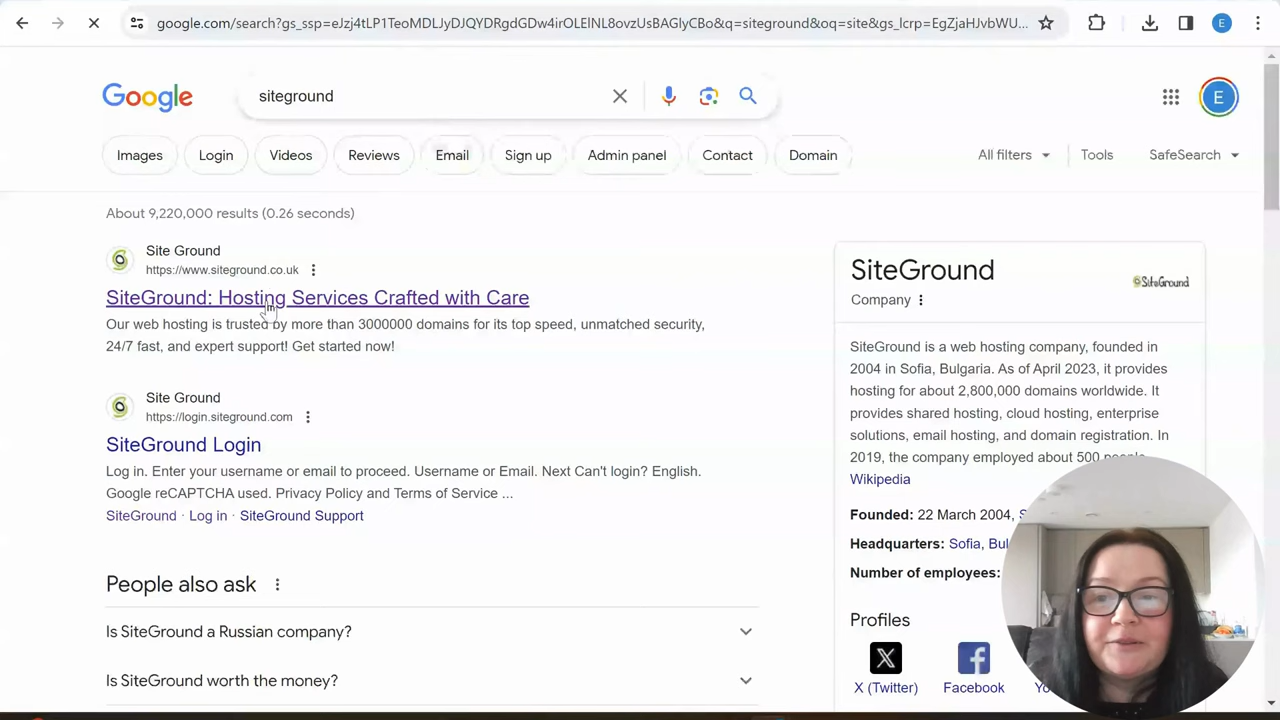 google.com/search?gs_ssp=eJzj4tLP1TeoMDLJyDJQYDRgdGDw4irOLElNL8ovzUsBAGlyCBo&q=siteground&oq=site&gs_lcrp=EgZjaHJvbWU...
E
Google
siteground
E
Images
Login
Videos
Reviews
Email
Sign up
Admin panel
Contact
Domain
All filters
Tools
SafeSearch
About 9,220,000 results (0.26 seconds)
Site Ground
https://www.siteground.co.uk
SiteGround: Hosting Services Crafted with Care
Our web hosting is trusted by more than 3000000 domains for its top speed, unmatched security,
24/7 fast, and expert support! Get started now!
Site Ground
https://login.siteground.com
SiteGround Login
Log in. Enter your username or email to proceed. Username or Email. Next Can't login? English.
Google reCAPTCHA used. Privacy Policy and Terms of Service ...
SiteGround · Log in · SiteGround Support
People also ask
Is SiteGround a Russian company?
Is SiteGround worth the money?
SiteGround
SiteGround
Company
SiteGround is a web hosting company, founded in
2004 in Sofia, Bulgaria. As of April 2023, it provides
hosting for about 2,800,000 domains worldwide. It
provides shared hosting, cloud hosting, enterprise
solutions, email hosting, and domain registration. In
2019, the company employed about 500 people.
Wikipedia
Founded: 22 March 2004,
Headquarters: Sofia, Bul
Number of employees:
Profiles
X (Twitter)
Facebook